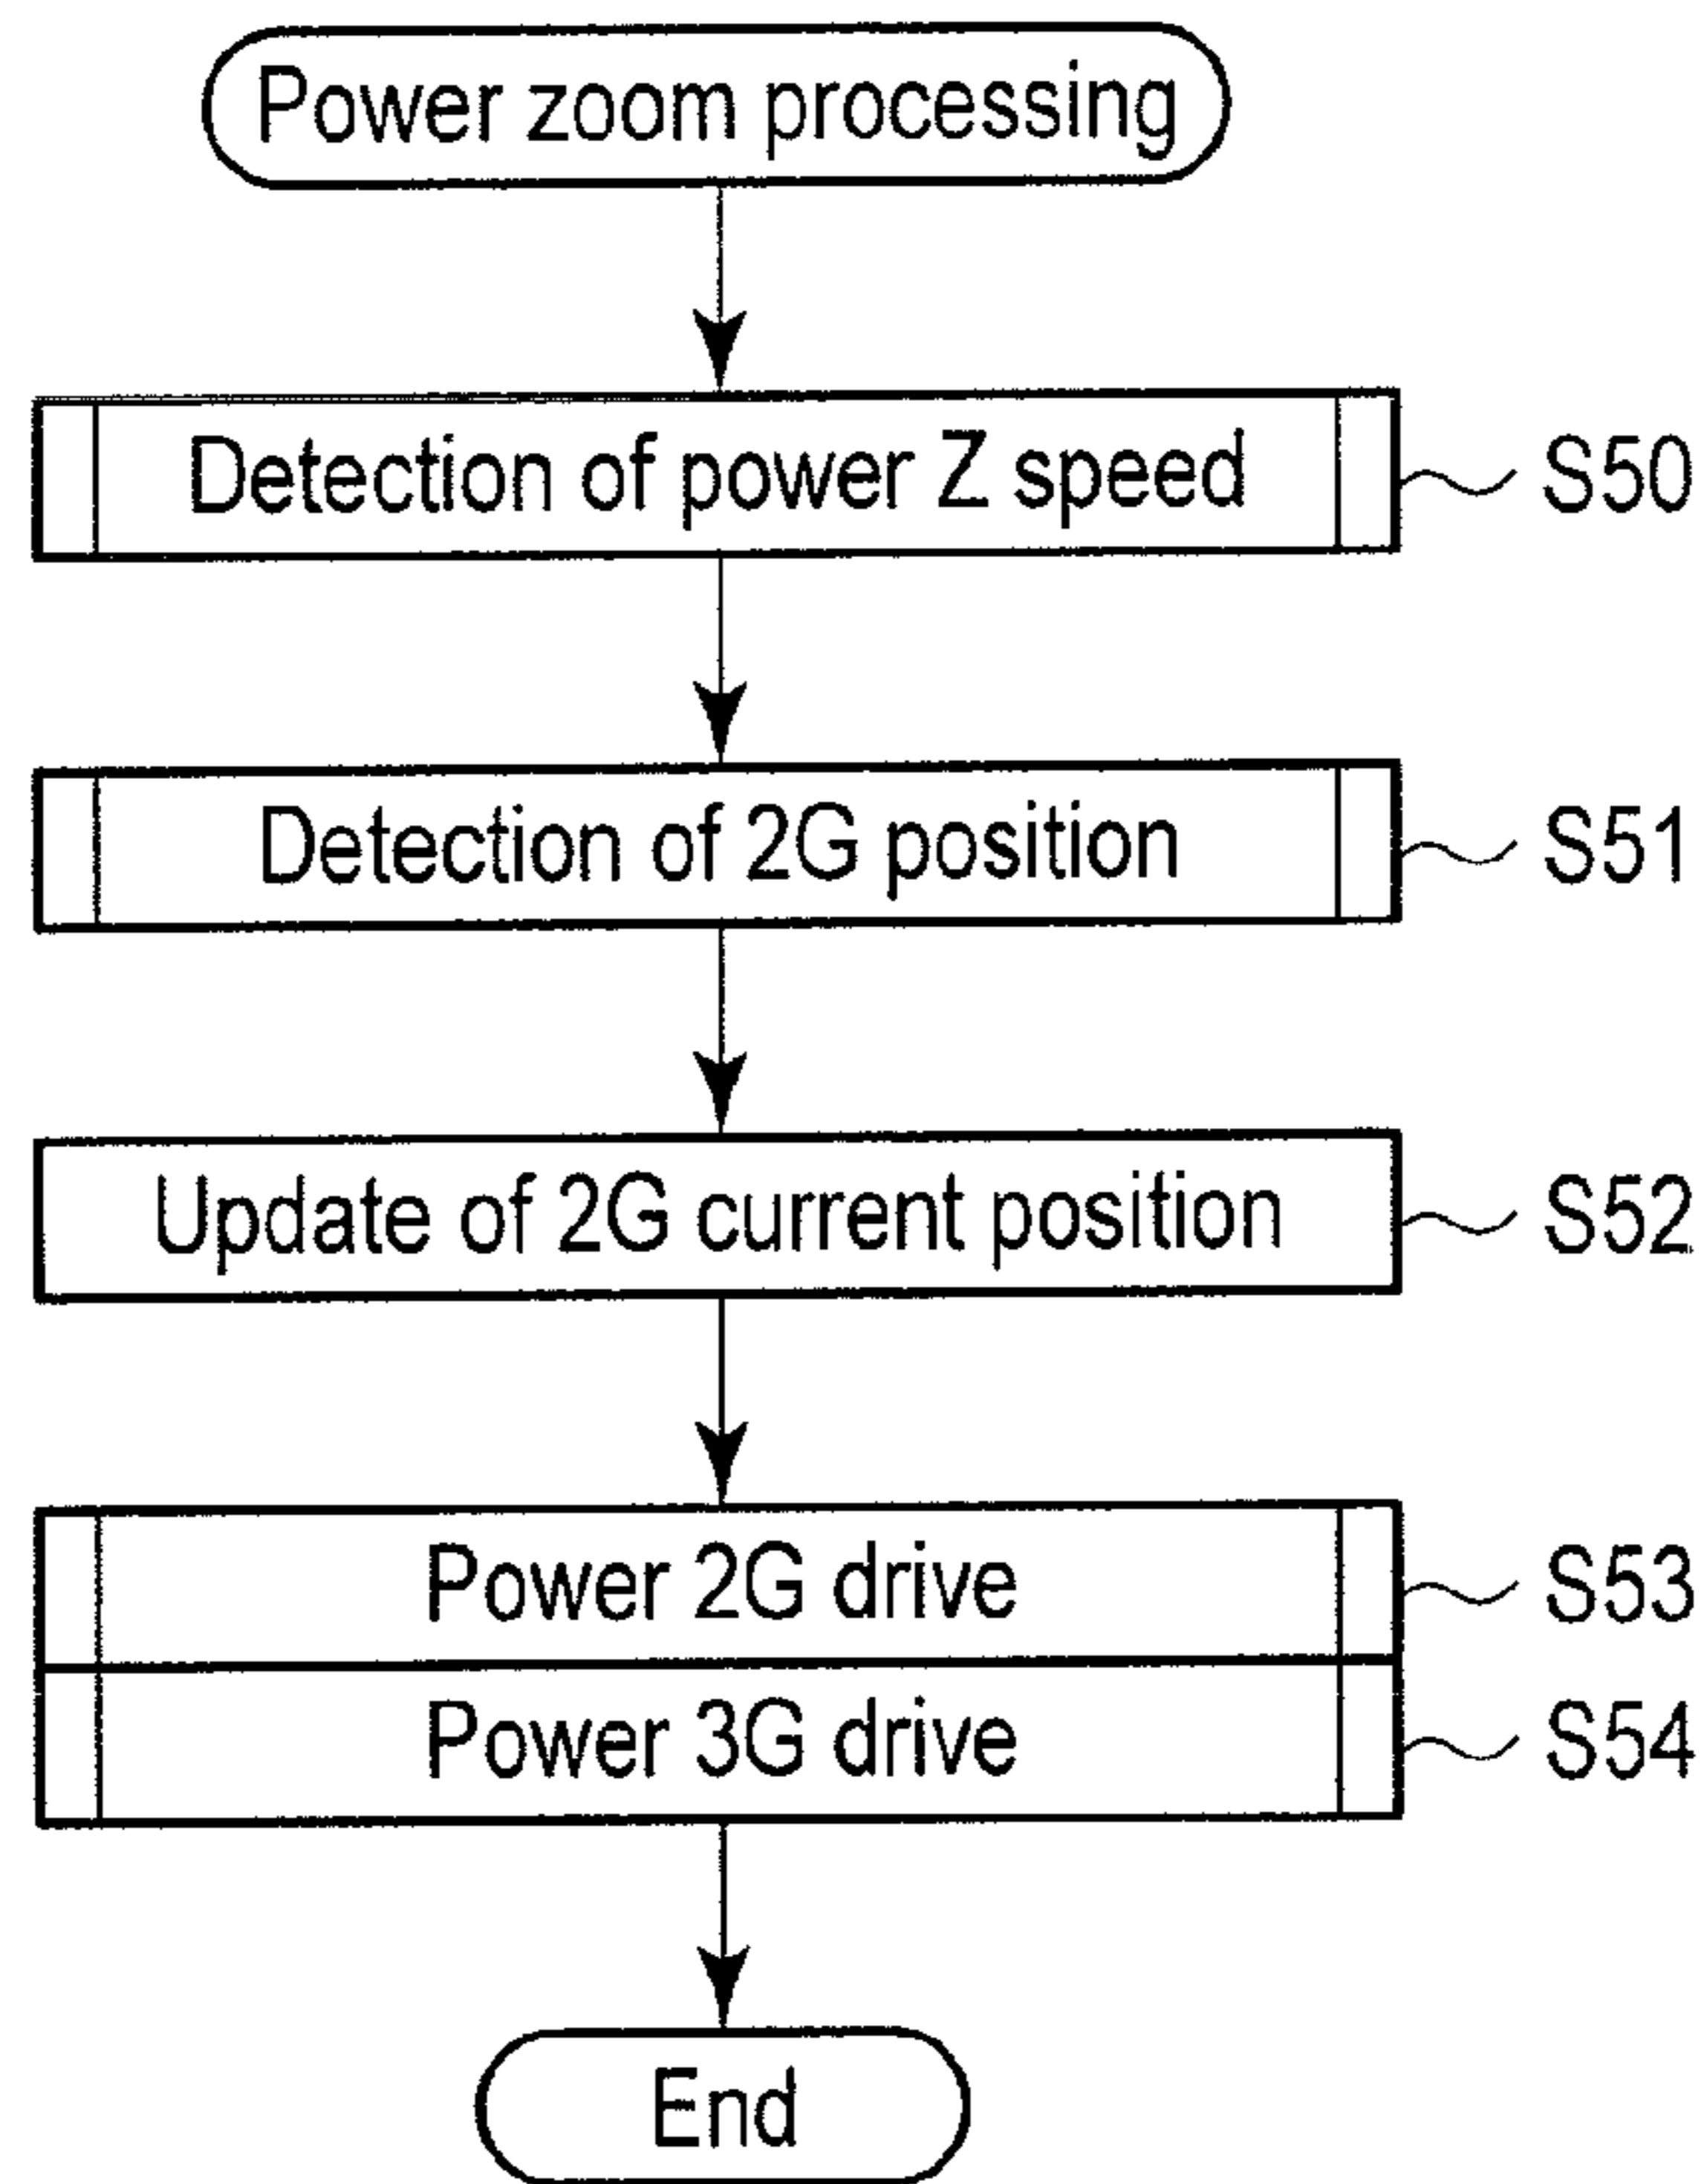 Power zoom processing
Detection of power Z speed S50
Detection of 2G position S51
Update of 2G current position S52
Power 2G drive S53
Power 3G drive S54
End